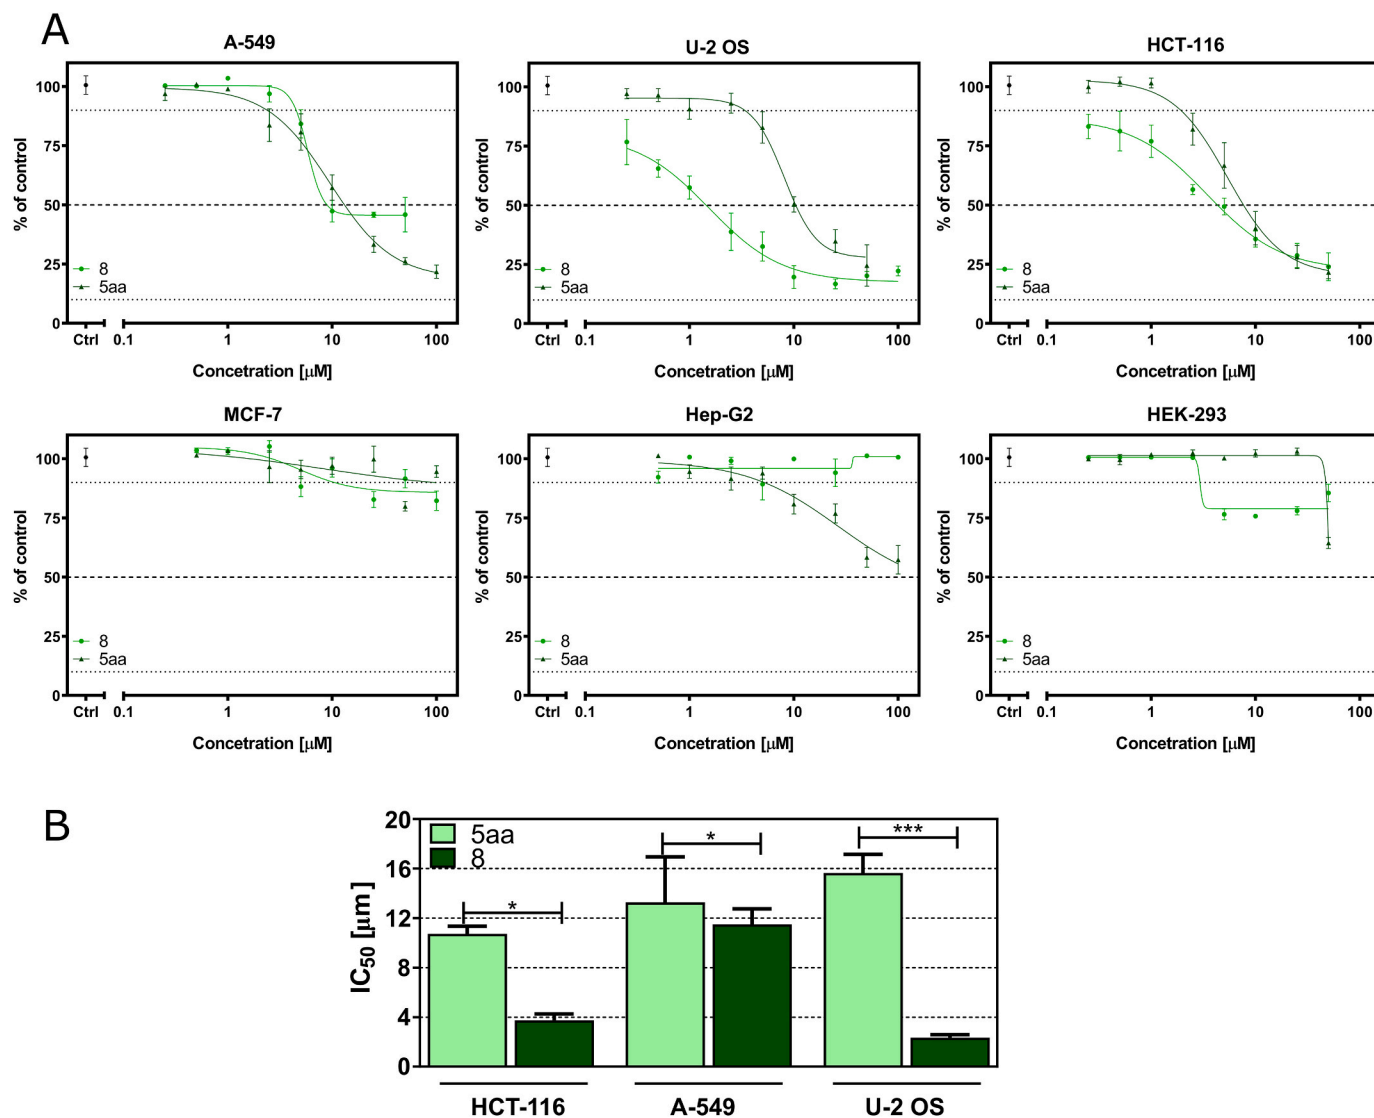 A
A-549
% of control
100
75
50
25
0
8
5aa
Ctrl
0.1
1
10
100
Concetration [μM]
U-2 OS
% of control
100
75
50
25
0
8
5aa
Ctrl
0.1
1
10
100
Concetration [μM]
HCT-116
% of control
100
75
50
25
0
8
5aa
Ctrl
0.1
1
10
100
Concetration [μM]
MCF-7
% of control
100
75
50
25
0
8
5aa
Ctrl
0.1
1
10
100
Concetration [μM]
Hep-G2
% of control
100
75
50
25
0
8
5aa
Ctrl
0.1
1
10
100
Concetration [μM]
HEK-293
% of control
100
75
50
25
0
8
5aa
Ctrl
0.1
1
10
100
Concetration [μM]
B
IC50 [μm]
20
16
12
8
4
0
5aa
8
*
*
***
HCT-116
A-549
U-2 OS